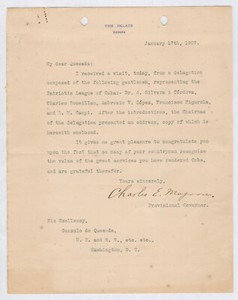 THE PALACE
HAVANA
January 17th, 1907.
My dear Quesada:
I received a visit, today, from a delegation
composed of the following gentlemen, representing the
Patriotic League of Cuba: Dr. A. Silvera i Córdova,
Charles Donnellan, Antonio V. López, Francisco Figarola,
and L. T. Campi. After the introductions, the Chairman
of the delegation presented an address, copy of which is
herewith enclosed.
It gives me great pleasure to congratulate you
upon the fact that so many of your countrymen recognize
the value of the great services you have rendered Cuba,
and are grateful therefor.
Yours sincerely,
Charles E. Magoon
Provisional Governor.
His Excellency,
Gonzalo de Quesada,
E. E. and M. P., etc. etc.,
Washington, D. C.